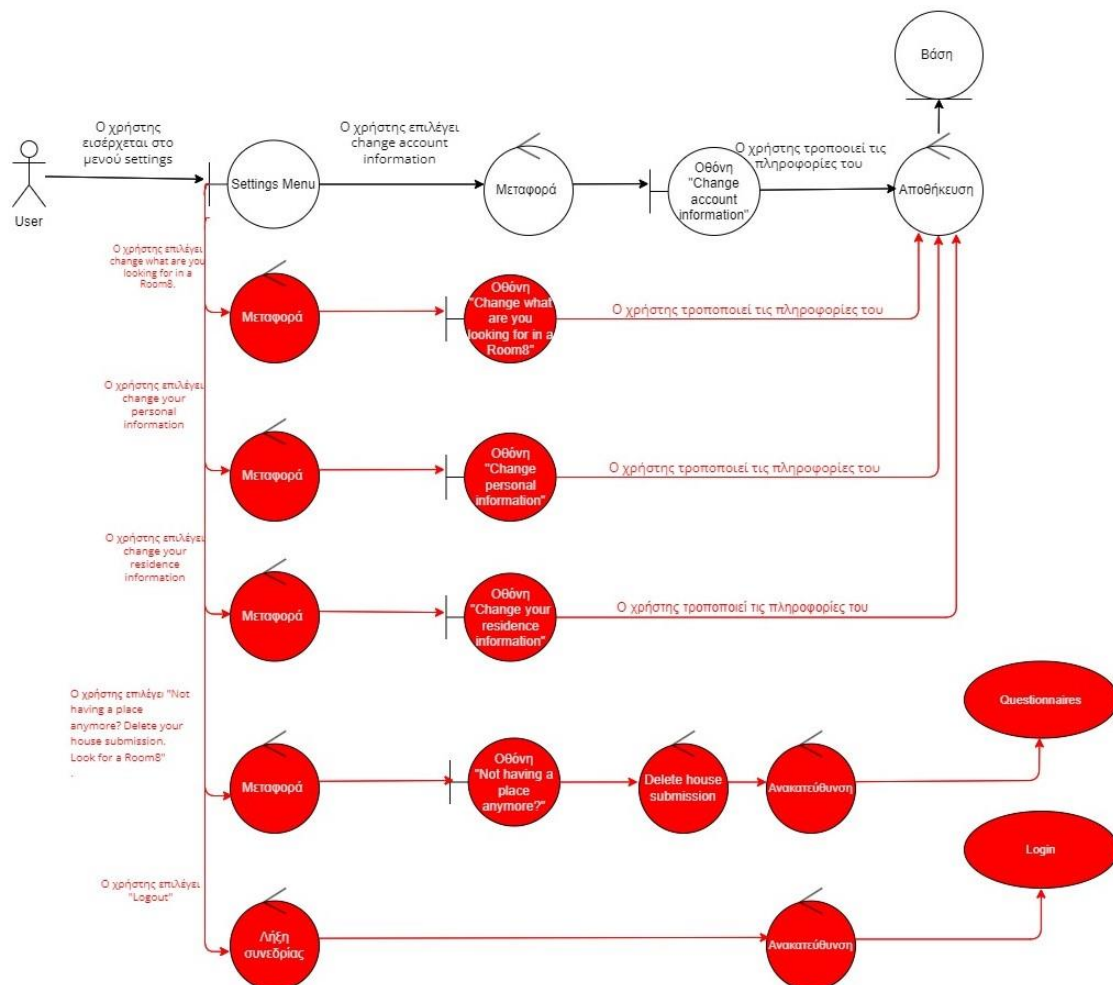 Βάση
Ο χρήστης
εισέρχεται στο
μενού settings
Ο χρήστης επιλέγει
change account
information
Ο χρήστης τροποοιεί τις
πληροφορίες του
User
Settings Menu
Μεταφορά
Οθόνη
"Change
account
information"
Αποθήκευση
Ο χρήστης επιλέγει
change what are you
looking for in a
Room8.
Μεταφορά
Οθόνη
"Change what
are you
looking for in a
Room8"
Ο χρήστης τροποποιεί τις πληροφορίες του
Ο χρήστης επιλέγει
change your
personal
information
Μεταφορά
Οθόνη
"Change
personal
information"
Ο χρήστης τροποποιεί τις πληροφορίες του
Ο χρήστης επιλέγει
change your
residence
information
Μεταφορά
Οθόνη
"Change your
residence
information"
Ο χρήστης τροποποιεί τις πληροφορίες του
Ο χρήστης επιλέγει "Not
having a place
anymore? Delete your
house submission.
Look for a Room8"
.
Μεταφορά
Οθόνη
"Not having a
place
anymore?"
Delete house
submission
Ανακατεύθυνση
Questionnaires
Ο χρήστης επιλέγει
"Logout"
Λήξη
συνεδρίας
Ανακατεύθυνση
Login